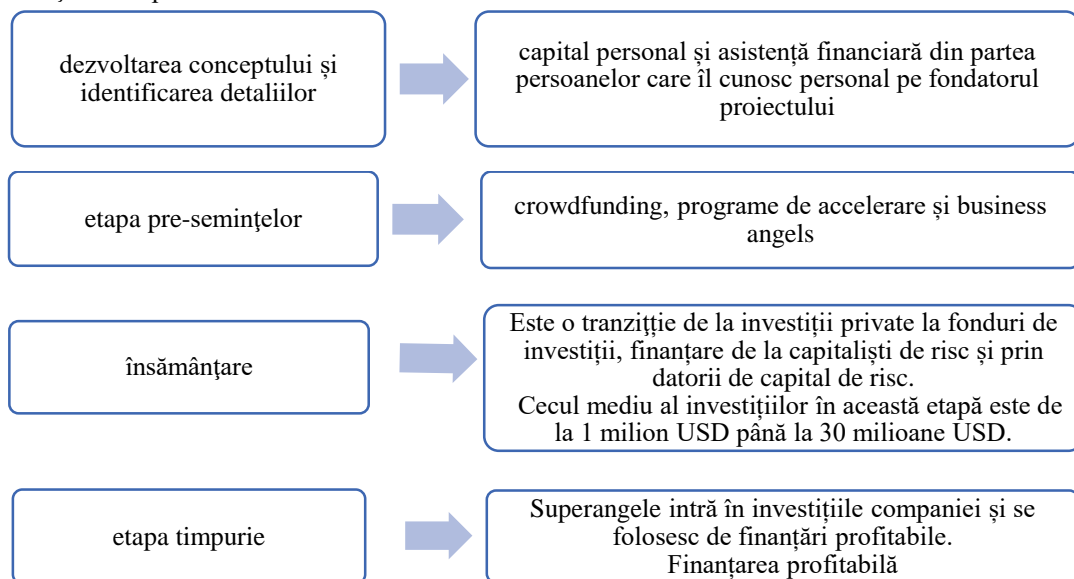 dezvoltarea conceptului și
identificarea detaliilor
capital personal și asistență financiară din partea
persoanelor care îl cunosc personal pe fondatorul
proiectului
etapa pre-seminţelor
crowdfunding, programe de accelerare și business
angels
însămânţare
Este o tranziţție de la investiții private la fonduri de
investiții, finanțare de la capitaliști de risc și prin
datorii de capital de risc.
Cecul mediu al investițiilor în această etapă este de
la 1 milion USD până la 30 milioane USD.
etapa timpurie
Superangele intră în investițiile companiei și se
folosesc de finanțări profitabile.
Finanțarea profitabilă